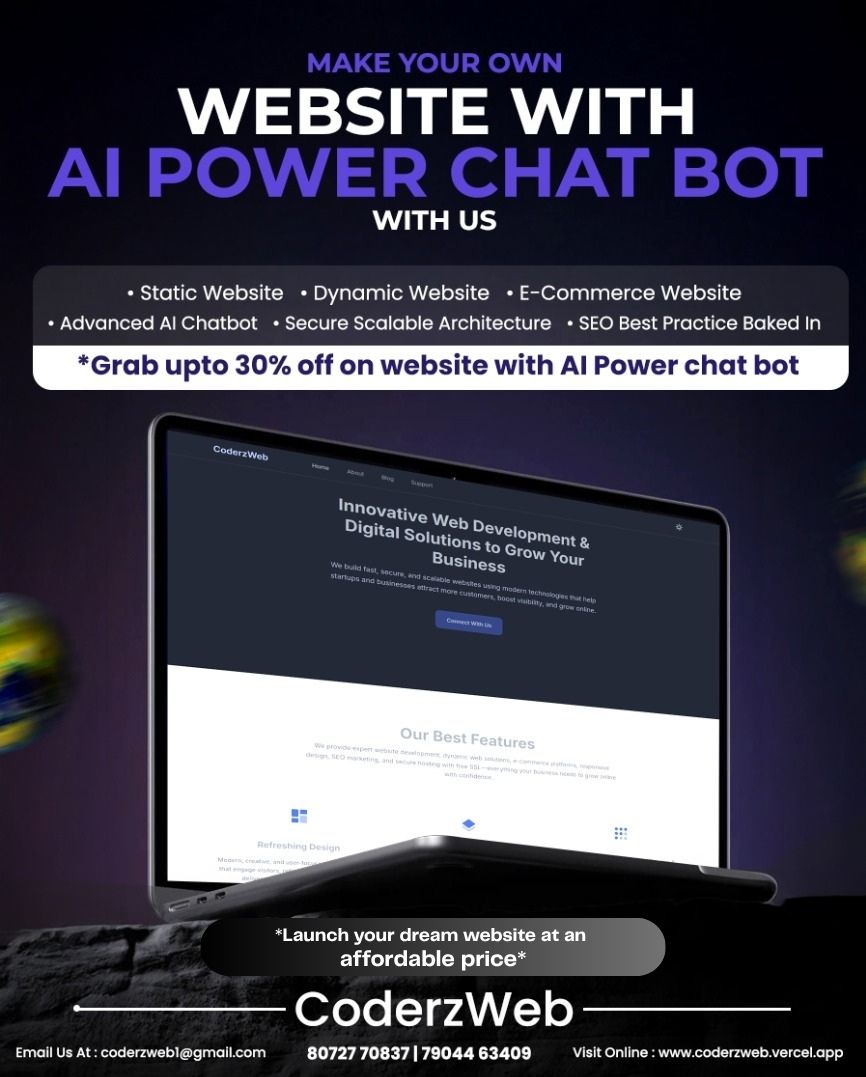 MAKE YOUR OWN
WEBSITE WITH
AI POWER CHAT BOT
WITH US
• Static Website • Dynamic Website • E-Commerce Website
• Advanced AI Chatbot • Secure Scalable Architecture • SEO Best Practice Baked In
*Grab upto 30% off on website with AI Power chat bot
CoderzWeb
Home About Blog Support
Innovative Web Development &
Digital Solutions to Grow Your
Business
We build fast, secure, and scalable websites using modern technologies that help
startups and businesses attract more customers, boost visibility, and grow online.
Connect With Us
Our Best Features
We provide expert website development, dynamic web solutions, e-commerce platforms, responsive
design, SEO marketing, and secure hosting with free SSL—everything your business needs to grow online
with confidence.
Refreshing Design
Modern, creative, and user-focus
that engage visitors,
*Launch your dream website at an
affordable price*
CoderzWeb
Email Us At : coderzweb1@gmail.com
80727 70837 | 79044 63409
Visit Online : www.coderzweb.vercel.app